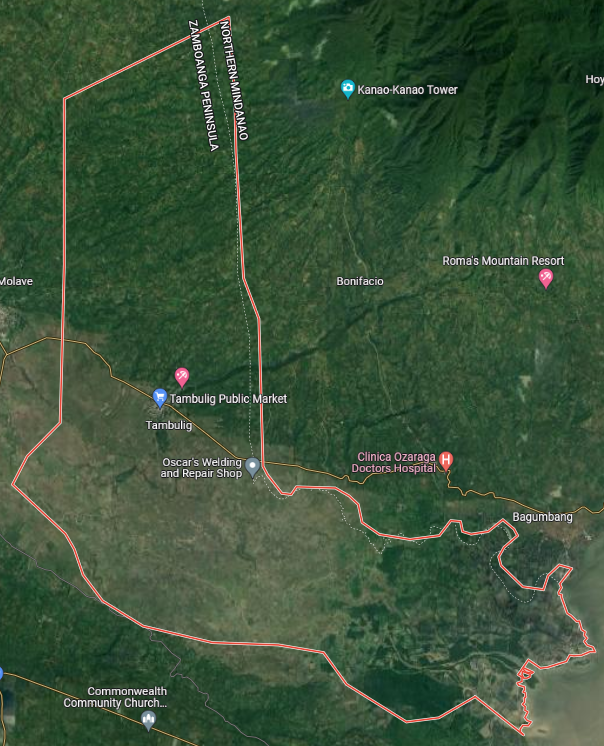 ZAMBOANGA PENINSULA
NORTHERN MINDANAO
Kanao-Kanao Tower
Hoy
Roma's Mountain Resort
Molave
Bonifacio
Tambulig Public Market
Tambulig
Oscar's Welding
and Repair Shop
Clinica Ozaraga
Doctors Hospital
Bagumbang
Commonwealth
Community Church...